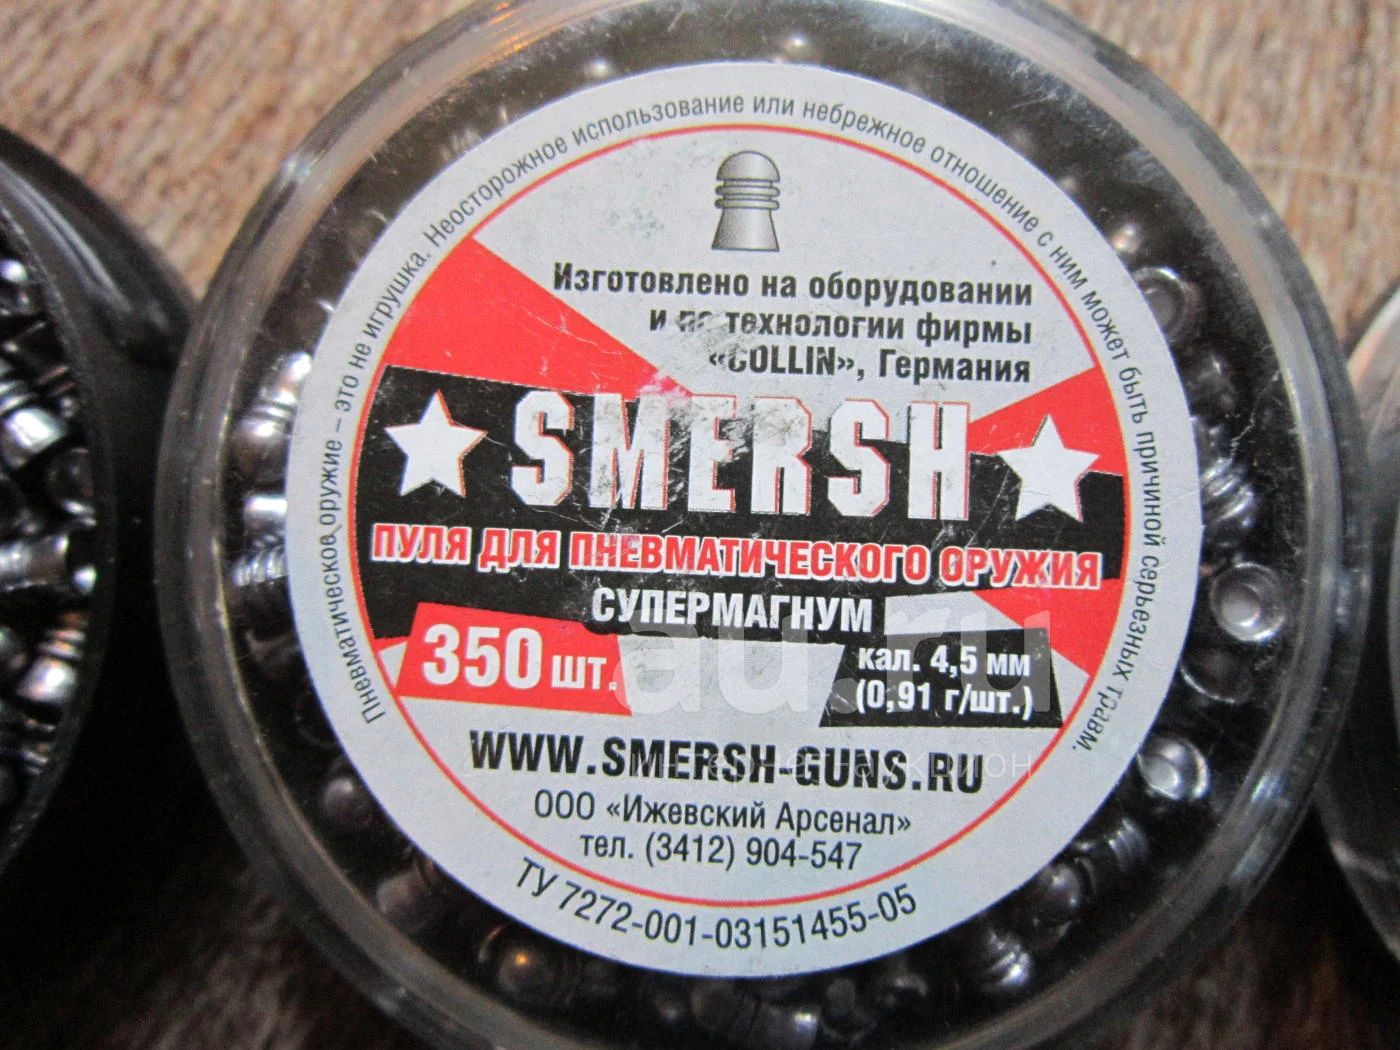 Пневматическое оружие – это не игрушка. Неосторожное использование или небрежное отношение с ним может быть причиной серьезных травм.
Изготовлено на оборудовании
и по технологии фирмы
«COLLIN», Германия
SMERSH
ПУЛЯ ДЛЯ ПНЕВМАТИЧЕСКОГО ОРУЖИЯ
СУПЕРМАГНУМ
350 шт.
кал. 4,5 мм
(0,91 г/шт.)
au.ru
интернет-аукцион
WWW.SMERSH-GUNS.RU
ООО «Ижевский Арсенал»
тел. (3412) 904-547
ТУ 7272-001-03151455-05